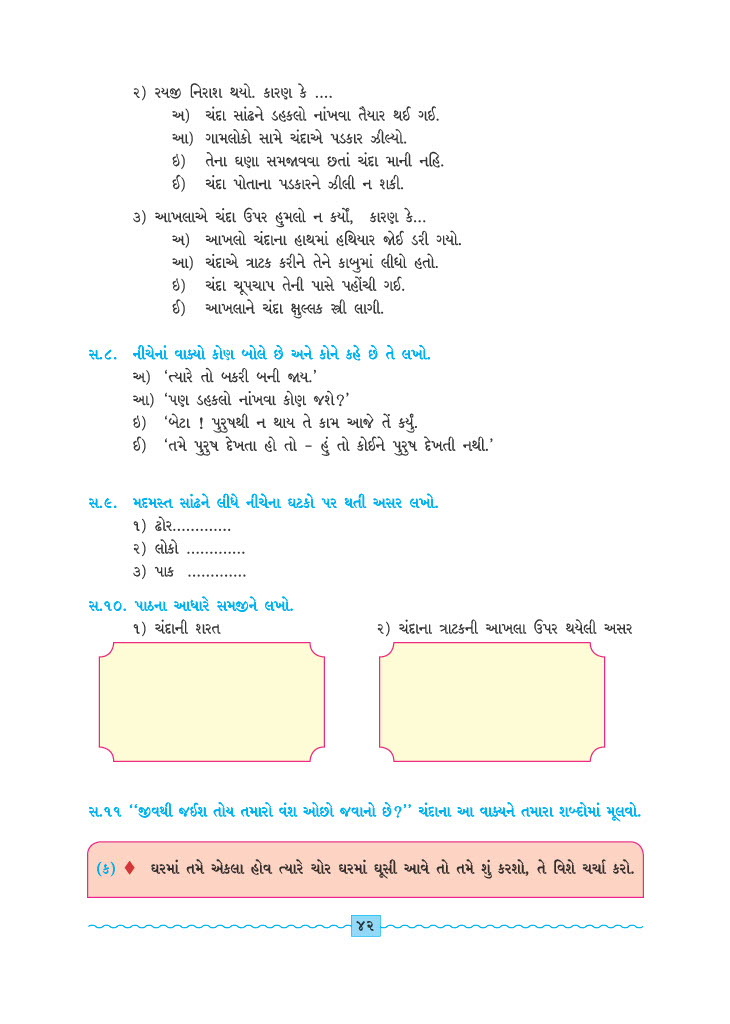 ૨) રયજી નિરાશ થયો. કારણ કે ....
અ) ચંદા સાંઢને ડહકલો નાંખવા તૈયાર થઈ ગઈ.
આ) ગામલોકો સામે ચંદાએ પડકાર ઝીલ્યો.
ઇ) તેના ઘણા સમજાવવા છતાં ચંદા માની નહિ.
ઈ) ચંદા પોતાના પડકારને ઝીલી ન શકી.
૩) આખલાએ ચંદા ઉપર હુમલો ન કર્યો, કારણ કે...
અ) આખલો ચંદાના હાથમાં હથિયાર જોઈ ડરી ગયો.
આ) ચંદાએ ત્રાટક કરીને તેને કાબુમાં લીધો હતો.
ઇ) ચંદા ચૂપચાપ તેની પાસે પહોંચી ગઈ.
ઈ) આખલાને ચંદા ક્ષુલ્લક સ્ત્રી લાગી.
સ.૮. નીચેનાં વાક્યો કોણ બોલે છે અને કોને કહે છે તે લખો.
અ) ‘ત્યારે તો બકરી બની જાય.’
આ) ‘પણ ડહકલો નાંખવા કોણ જશે?’
ઇ) ‘બેટા ! પુરુષથી ન થાય તે કામ આજે તેં કર્યું.
ઈ) ‘તમે પુરુષ દેખતા હો તો – હું તો કોઈને પુરુષ દેખતી નથી.’
સ.૯. મદમસ્ત સાંઢને લીધે નીચેના ઘટકો પર થતી અસર લખો.
૧) ઢોર.............
૨) લોકો .............
૩) પાક .............
સ.૧૦. પાઠના આધારે સમજીને લખો.
૧) ચંદાની શરત ૨) ચંદાના ત્રાટકની આખલા ઉપર થયેલી અસર
સ.૧૧ ‘‘જીવથી જઈશ તોય તમારો વંશ ઓછો જવાનો છે?’’ ચંદાના આ વાક્યને તમારા શબ્દોમાં મૂલવો.
(ક) ♦ ઘરમાં તમે એકલા હોવ ત્યારે ચોર ઘરમાં ઘૂસી આવે તો તમે શું કરશો, તે વિશે ચર્ચા કરો.
૪૨